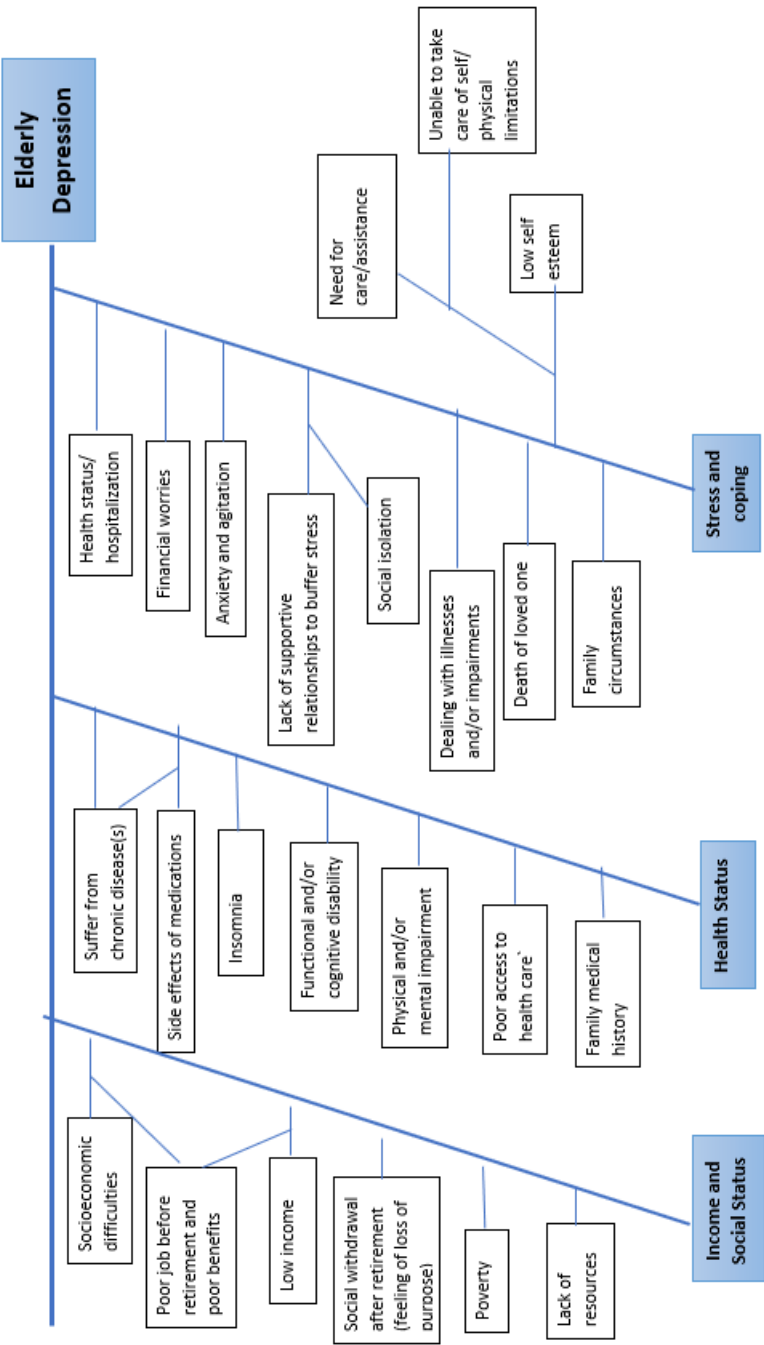 Elderly
Depression
Socioeconomic
difficulties
Poor job before
retirement and
poor benefits
Low income
Social withdrawal
after retirement
(feeling of loss of
purpose)
Poverty
Lack of
resources
Income and
Social Status
Suffer from
chronic disease(s)
Side effects of medications
Insomnia
Functional and/or
cognitive disability
Physical and/or
mental impairment
Poor access to
health care`
Family medical
history
Health Status
Health status/
hospitalization
Financial worries
Anxiety and agitation
Lack of supportive
relationships to buffer stress
Social isolation
Dealing with illnesses
and/or impairments
Death of loved one
Family
circumstances
Stress and
coping
Need for
care/assistance
Unable to take
care of self/
physical
limitations
Low self
esteem